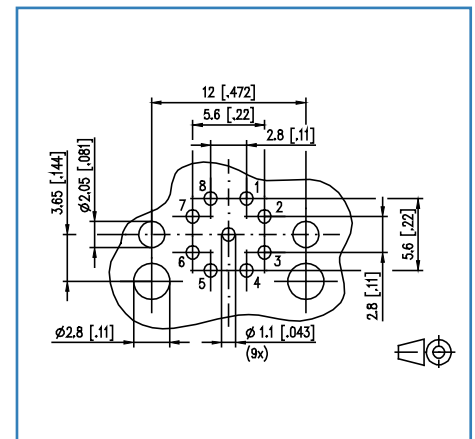 12 [.472]
5.6 [.22]
2.8 [.11]
3.65 [.144]
Ø2.05 [.081]
8 1
7 2
6 3
5 4
5.6 [.22]
2.8 [.11]
Ø2.8 [.11]
Ø 1.1 [.043]
(9x)